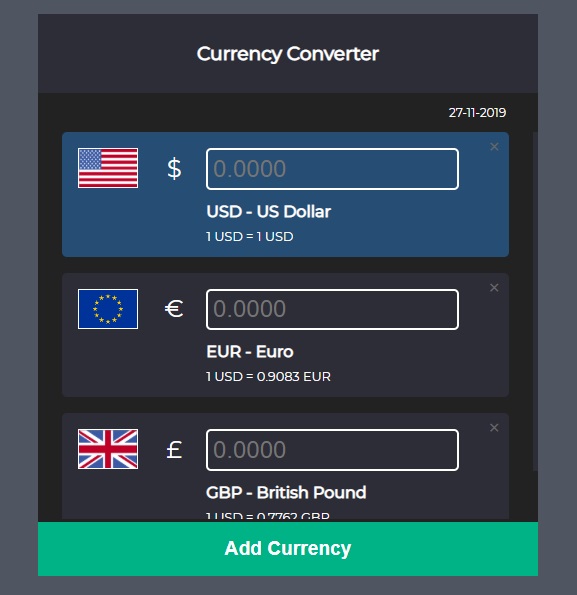 Currency Converter
27-11-2019
×
$ 0.0000
USD - US Dollar
1 USD = 1 USD
×
€ 0.0000
EUR - Euro
1 USD = 0.9083 EUR
×
£ 0.0000
GBP - British Pound
1 USD = 0.7762 GBP
Add Currency